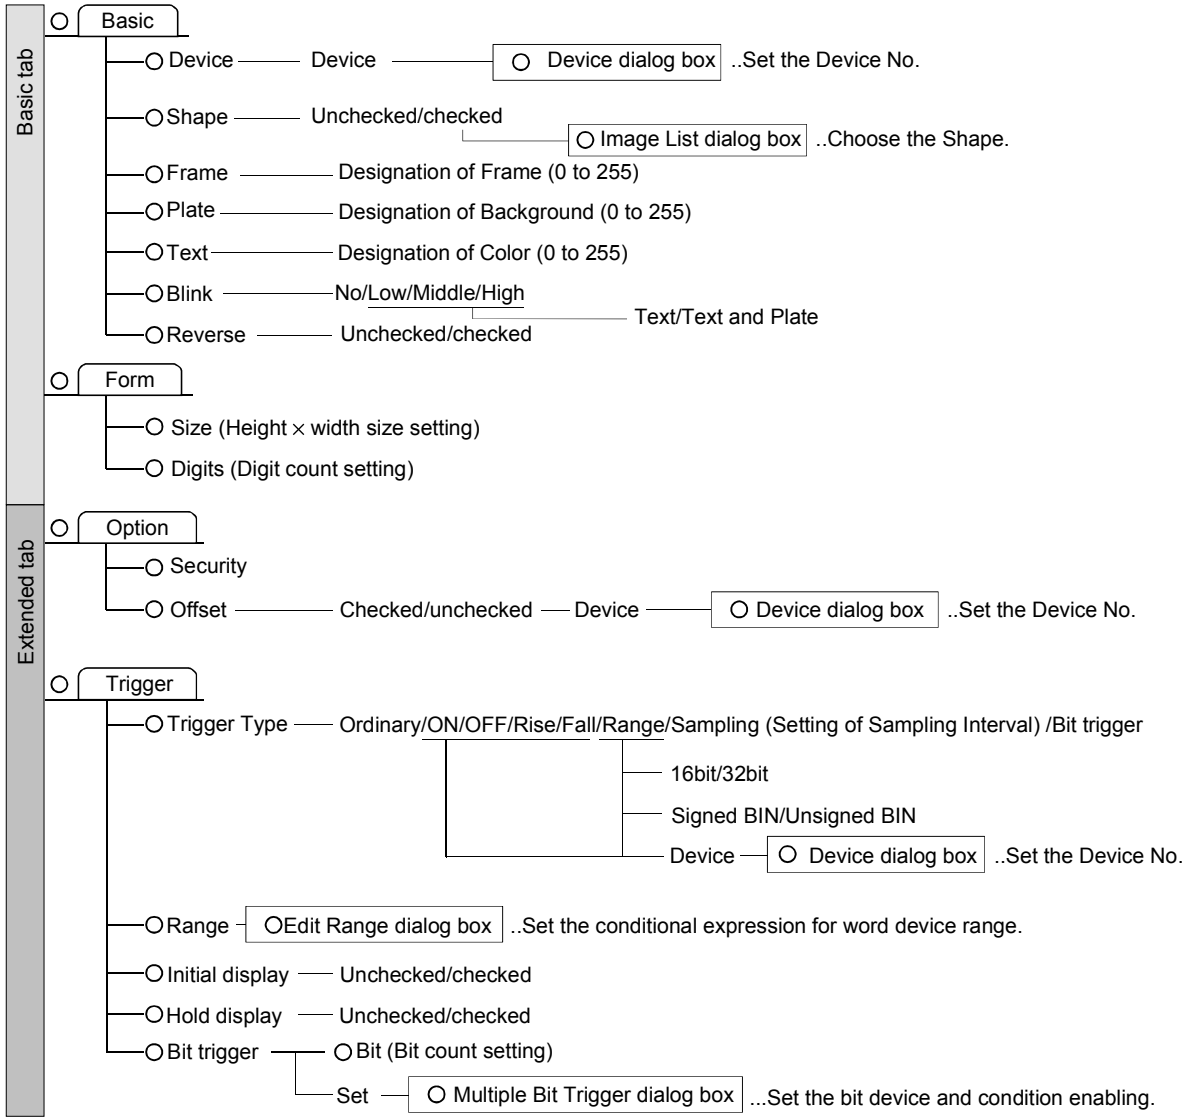 Basic tab
Basic
Device Device Device dialog box ..Set the Device No.
Shape Unchecked/checked
Image List dialog box ..Choose the Shape.
Frame Designation of Frame (0 to 255)
Plate Designation of Background (0 to 255)
Text Designation of Color (0 to 255)
Blink No/Low/Middle/High
Text/Text and Plate
Reverse Unchecked/checked
Form
Size (Height × width size setting)
Digits (Digit count setting)
Extended tab
Option
Security
Offset Checked/unchecked Device Device dialog box ..Set the Device No.
Trigger
Trigger Type Ordinary/ON/OFF/Rise/Fall/Range/Sampling (Setting of Sampling Interval) /Bit trigger
16bit/32bit
Signed BIN/Unsigned BIN
Device Device dialog box ..Set the Device No.
Range Edit Range dialog box ..Set the conditional expression for word device range.
Initial display Unchecked/checked
Hold display Unchecked/checked
Bit trigger Bit (Bit count setting)
Set Multiple Bit Trigger dialog box ...Set the bit device and condition enabling.